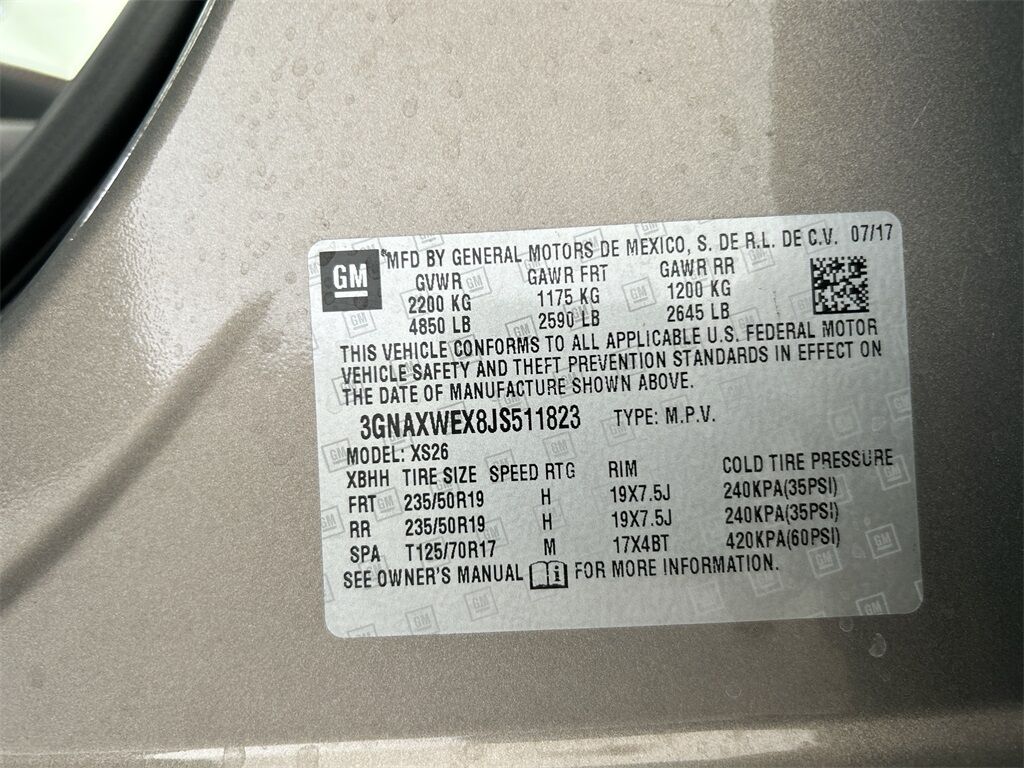 GM
®MFD BY GENERAL MOTORS DE MEXICO, S. DE R.L. DE C.V. 07/17
GVWR GAWR FRT GAWR RR
2200 KG 1175 KG 1200 KG
4850 LB 2590 LB 2645 LB
THIS VEHICLE CONFORMS TO ALL APPLICABLE U.S. FEDERAL MOTOR
VEHICLE SAFETY AND THEFT PREVENTION STANDARDS IN EFFECT ON
THE DATE OF MANUFACTURE SHOWN ABOVE.
3GNAXWEX8JS511823 TYPE: M.P.V.
MODEL: XS26
XBHH TIRE SIZE SPEED RTG RIM COLD TIRE PRESSURE
FRT 235/50R19 H 19X7.5J 240KPA(35PSI)
RR 235/50R19 H 19X7.5J 240KPA(35PSI)
SPA T125/70R17 M 17X4BT 420KPA(60PSI)
SEE OWNER'S MANUAL i FOR MORE INFORMATION.